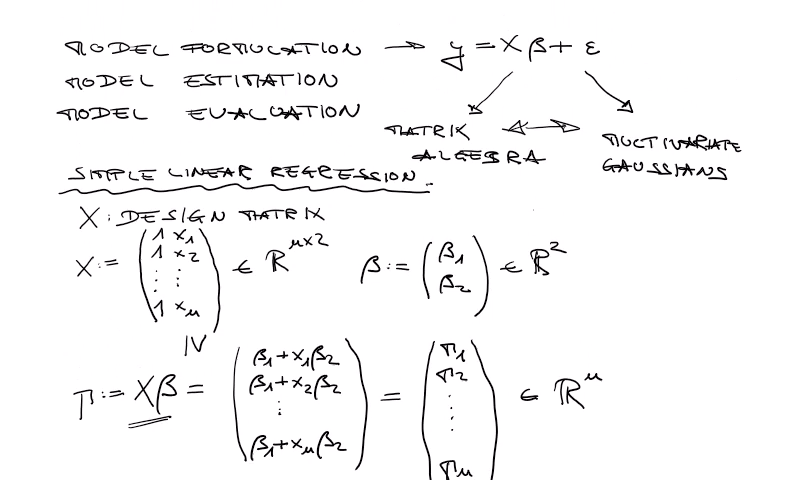 MODEL FORMULATION → y = Xβ + ε
MODEL ESTIMATION
MODEL EVALUATION
MATRIX ALGEBRA ↔ MULTIVARIATE GAUSSIANS
SIMPLE LINEAR REGRESSION.
X: DESIGN MATRIX
X := (1 x₁ 1 x₂ ⋮ ⋮ 1 xₙ) ∈ ℝⁿˣ² β := (β₁ β₂) ∈ ℝ²
μ := Xβ = (β₁+x₁β₂ β₁+x₂β₂ ⋮ β₁+xₙβ₂) = (μ₁ μ₂ ⋮ μₙ) ∈ ℝⁿ